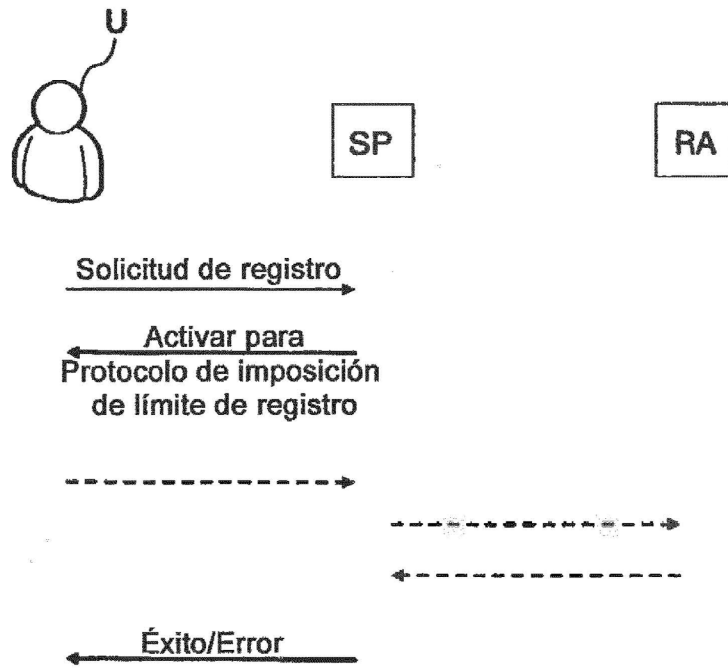 U
SP
RA
Solicitud de registro
Activar para
Protocolo de imposición
de límite de registro
Éxito/Error